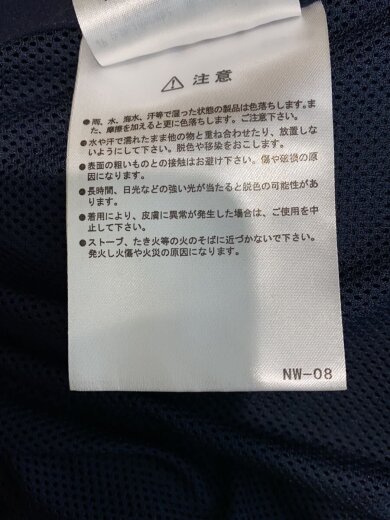 ⚠ 注意
●雨、水、海水、汗等で湿った状態の製品は色落ちします。ま
た、摩擦を加えると更に色落ちします。ご注意下さい。
●水や汗で濡れたまま他の物と重ね合わせたり、放置しな
いようにして下さい。脱色や移染をおこします。
●表面の粗いものとの接触はお避け下さい。傷や破損の原
因になります。
●長時間、日光などの強い光が当たると脱色の可能性があ
ります。
●着用により、皮膚に異常が発生した場合は、ご使用を中
止して下さい。
●ストーブ、たき火等の火のそばに近づかないで下さい。
発火し火傷や火災の原因になります。
NW-08